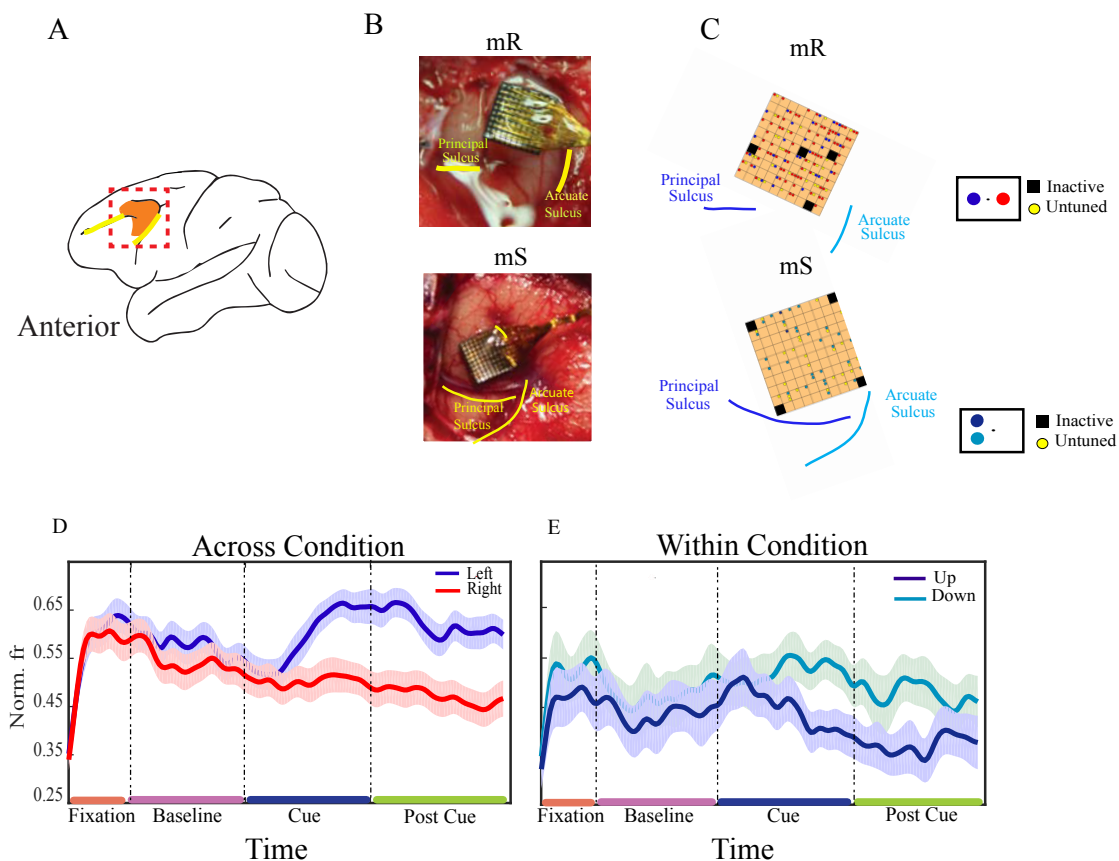 A
Anterior
B
mR
Principal
Sulcus
Arcuate
Sulcus
mS
Principal
Sulcus
Arcuate
Sulcus
C
mR
Principal
Sulcus
Arcuate
Sulcus
Inactive
Untuned
mS
Principal
Sulcus
Arcuate
Sulcus
Inactive
Untuned
D
Across Condition
Left
Right
Norm. fr
0.65
0.55
0.45
0.35
0.25
Fixation
Baseline
Cue
Post Cue
Time
E
Within Condition
Up
Down
Fixation
Baseline
Cue
Post Cue
Time